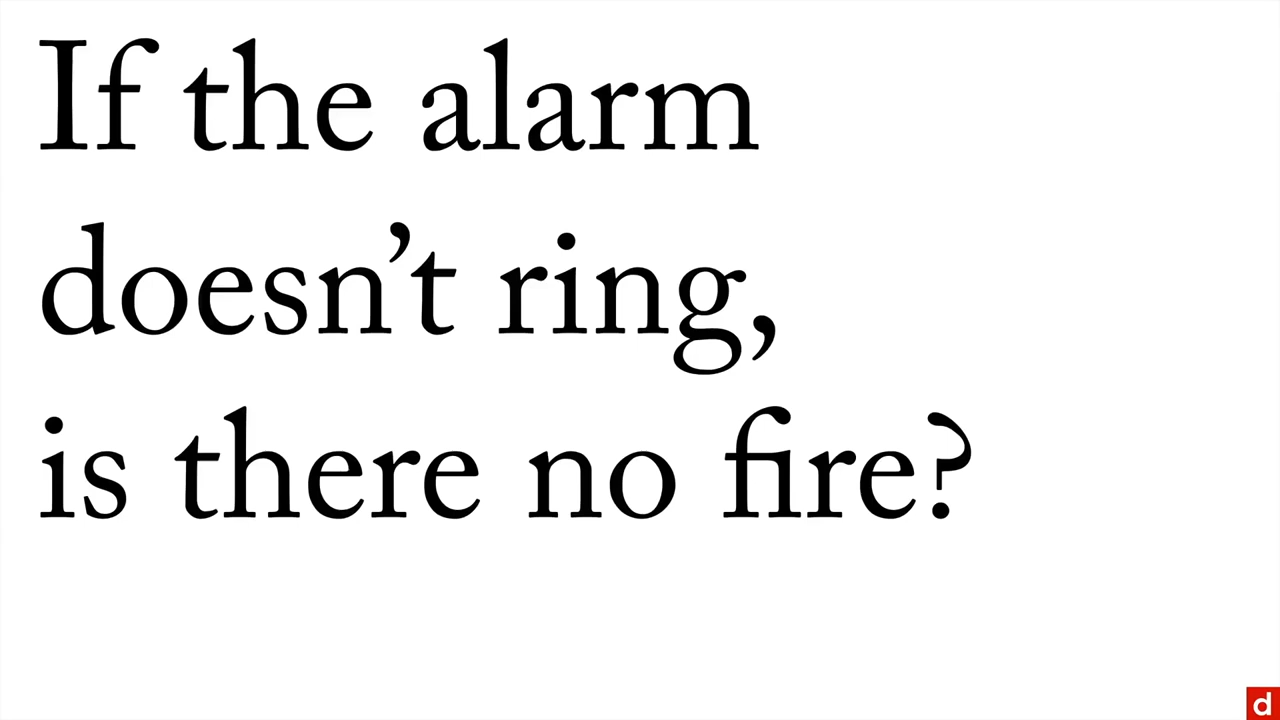 If the alarm
doesn’t ring,
is there no fire?
d